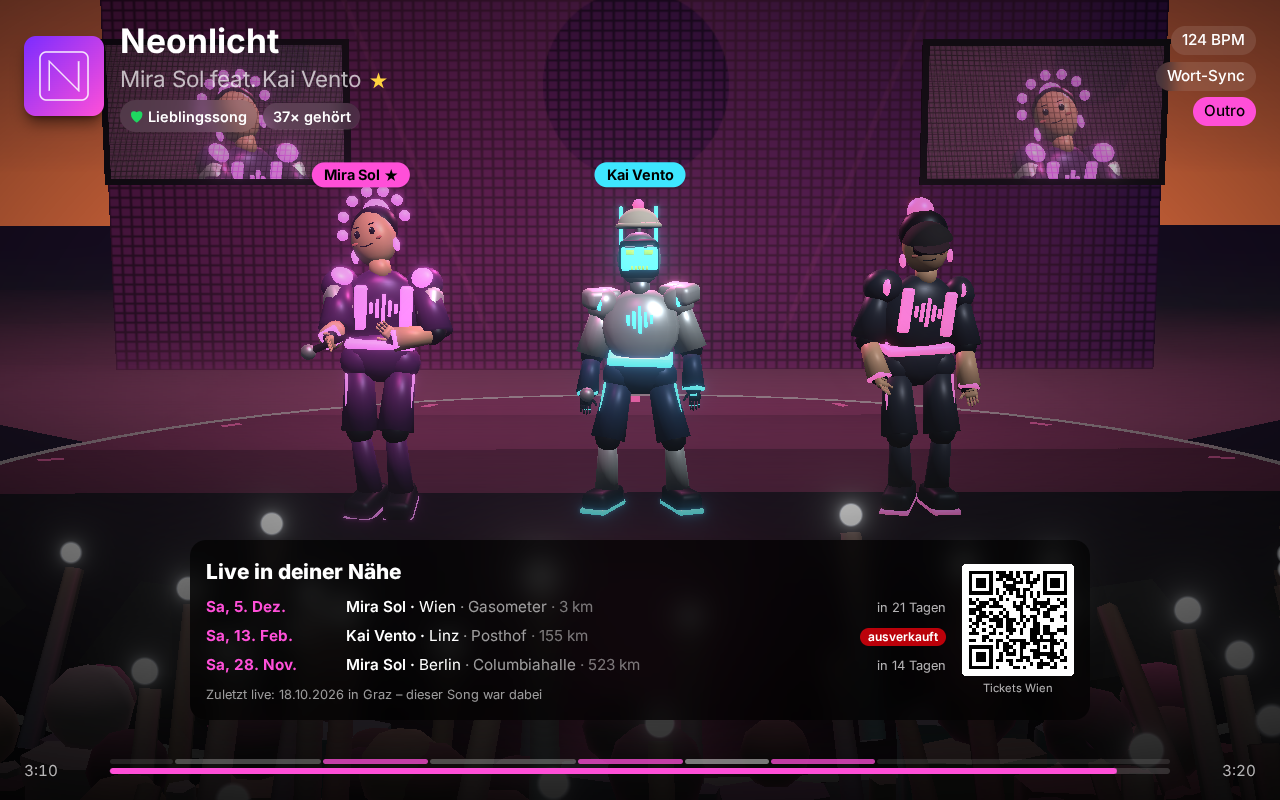 N
Neonlicht
Mira Sol feat. Kai Vento ★
Lieblingssong
37× gehört
124 BPM
Wort-Sync
Outro
Mira Sol ★
Kai Vento
Live in deiner Nähe
Sa, 5. Dez. Mira Sol · Wien · Gasometer · 3 km in 21 Tagen
Sa, 13. Feb. Kai Vento · Linz · Posthof · 155 km ausverkauft
Sa, 28. Nov. Mira Sol · Berlin · Columbiahalle · 523 km in 14 Tagen
Zuletzt live: 18.10.2026 in Graz – dieser Song war dabei
Tickets Wien
3:10
3:20